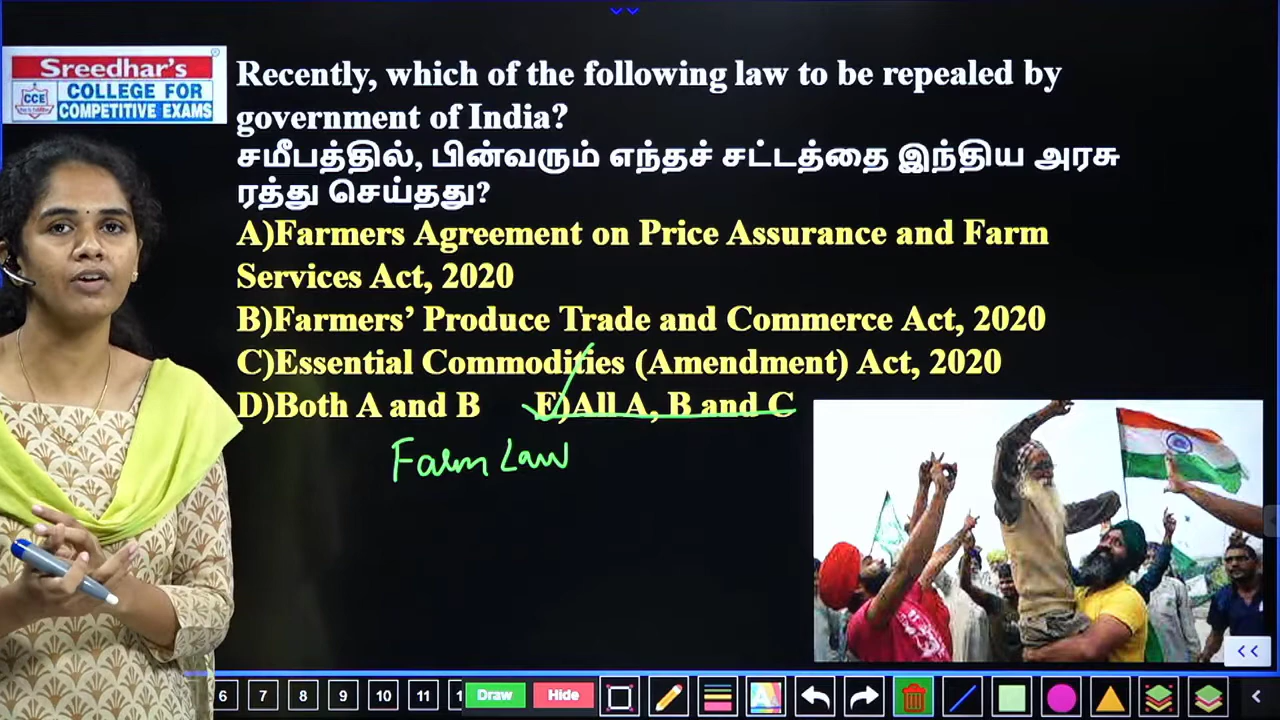 Sreedhar's
CCE
COLLEGE FOR
COMPETITIVE EXAMS
Recently, which of the following law to be repealed by
government of India?
சமீபத்தில், பின்வரும் எந்தச் சட்டத்தை இந்திய அரசு
ரத்து செய்தது?
A)Farmers Agreement on Price Assurance and Farm
Services Act, 2020
B)Farmers’ Produce Trade and Commerce Act, 2020
C)Essential Commodities (Amendment) Act, 2020
D)Both A and B E)All A, B and C
Farm Law
6 7 8 9 10 11 1 Draw Hide